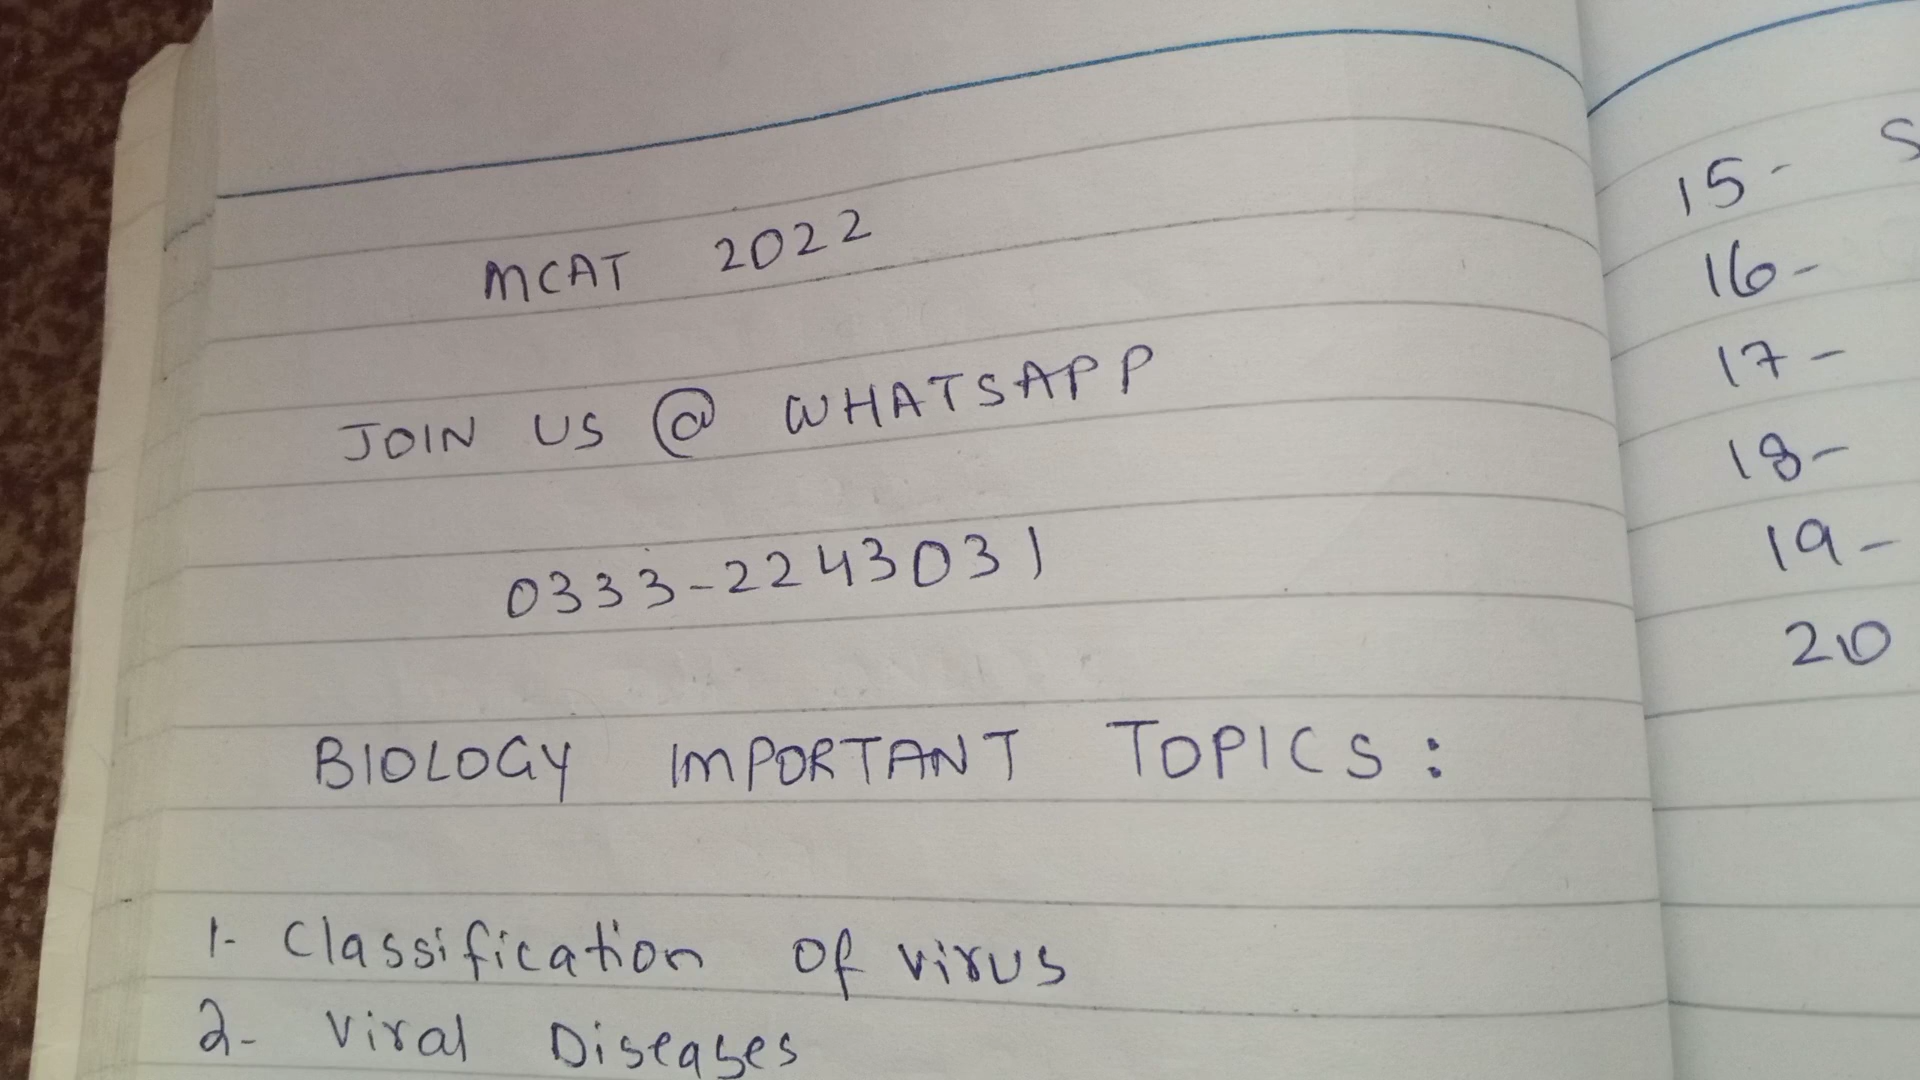 MCAT 2022
JOIN US @ WHATSAPP
0333-2243031
BIOLOGY IMPORTANT TOPICS:
1- Classification of virus
2- Viral Diseases
15- S
16-
17-
18-
19-
20